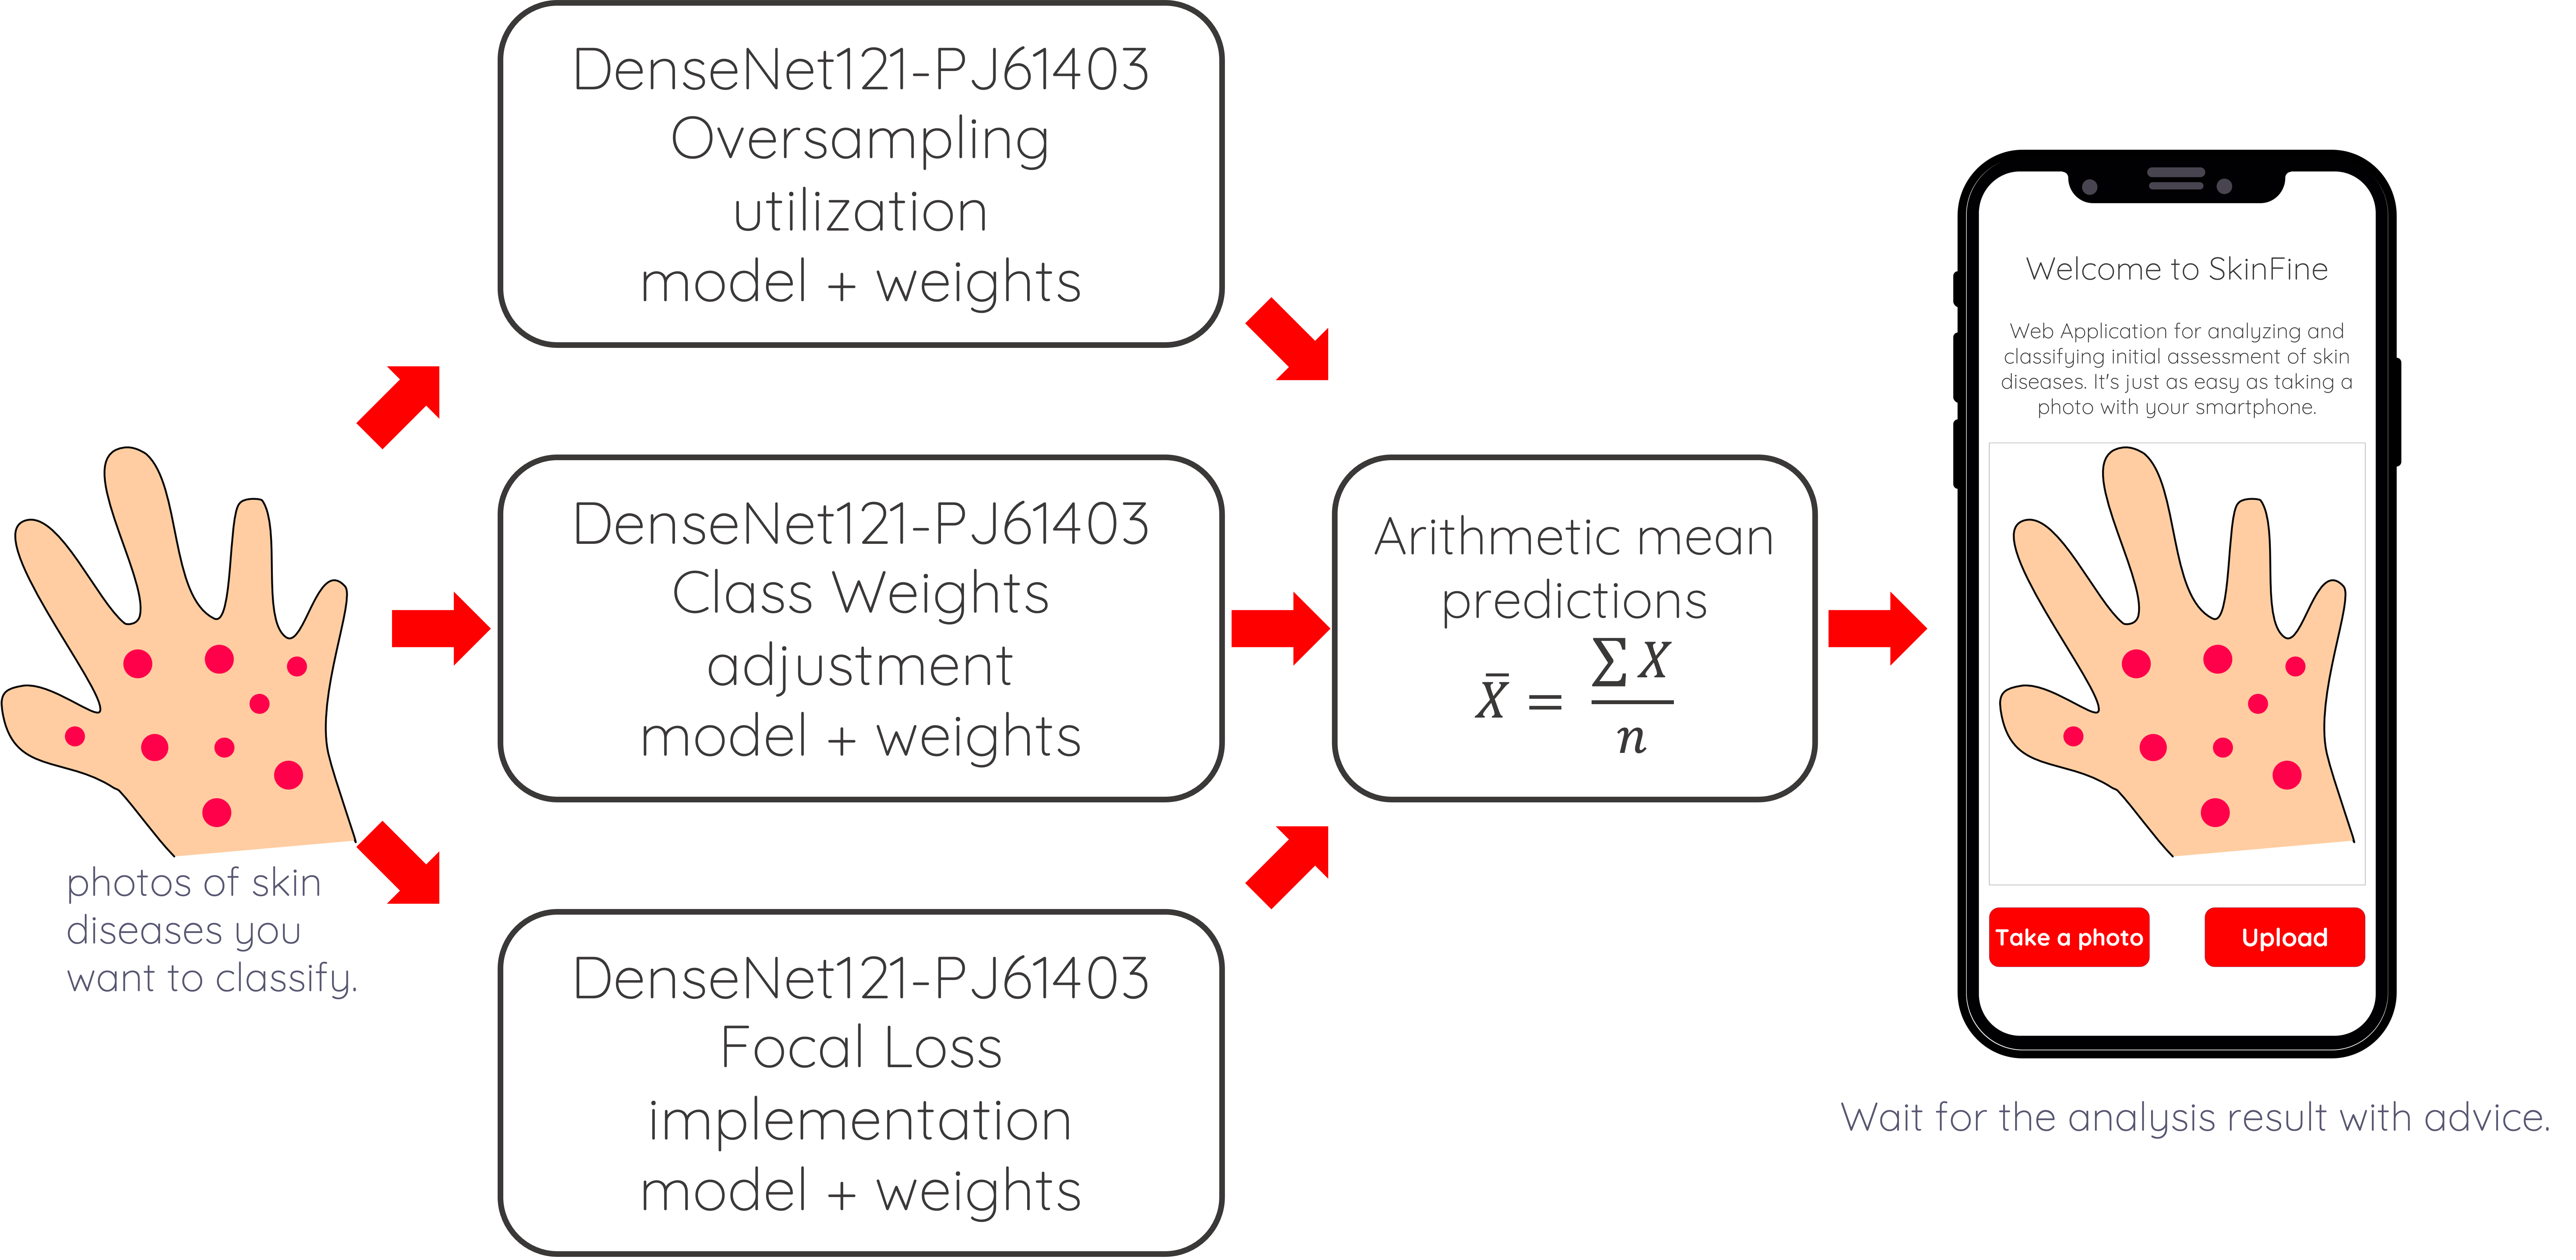 DenseNet121-PJ61403
Oversampling
utilization
model + weights
photos of skin
diseases you
want to classify.
DenseNet121-PJ61403
Class Weights
adjustment
model + weights
DenseNet121-PJ61403
Focal Loss
implementation
model + weights
Arithmetic mean
predictions
X̄ = ∑ X / n
Welcome to SkinFine
Web Application for analyzing and
classifying initial assessment of skin
diseases. It's just as easy as taking a
photo with your smartphone.
Take a photo
Upload
Wait for the analysis result with advice.